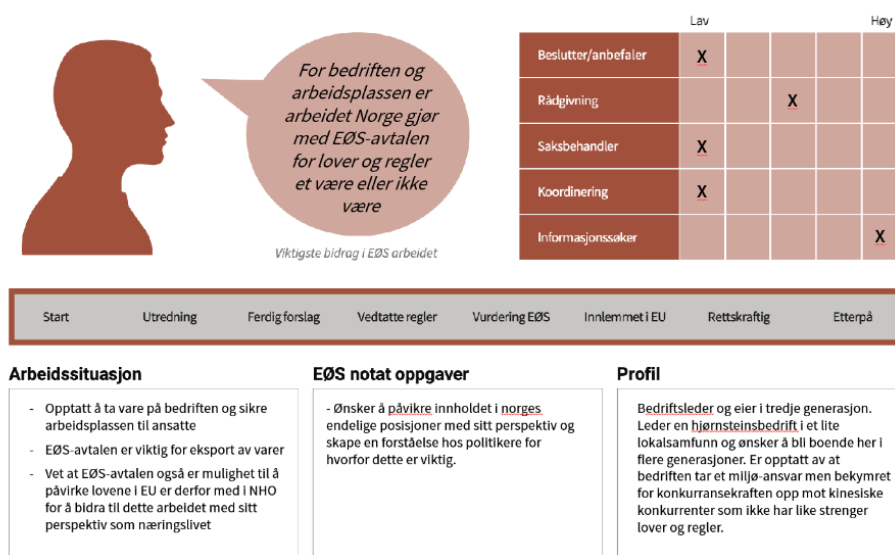 For bedriften og
arbeidsplassen er
arbeidet Norge gjør
med EØS-avtalen
for lover og regler
et være eller ikke
være
Viktigste bidrag i EØS arbeidet
Lav Høy
Beslutter/anbefaler X
Rådgivning X
Saksbehandler X
Koordinering X
Informasjonssøker X
Start Utredning Ferdig forslag Vedtatte regler Vurdering EØS Innlemmet i EU Rettskraftig Etterpå
Arbeidssituasjon
- Opptatt å ta vare på bedriften og sikre
arbeidsplassen til ansatte
- EØS-avtalen er viktig for eksport av varer
- Vet at EØS-avtalen også er mulighet til å
påvirke lovene i EU er derfor med i NHO
for å bidra til dette arbeidet med sitt
perspektiv som næringslivet
EØS notat oppgaver
- Ønsker å påvikre innholdet i norges
endelige posisjoner med sitt perspektiv og
skape en forståelse hos politikere for
hvorfor dette er viktig.
Profil
Bedriftsleder og eier i tredje generasjon.
Leder en hjørnsteinsbedrift i et lite
lokalsamfunn og ønsker å bli boende her i
flere generasjoner. Er opptatt av at
bedriften tar et miljø-ansvar men bekymret
for konkurransekraften opp mot kinesiske
konkurrenter som ikke har like strenger
lover og regler.